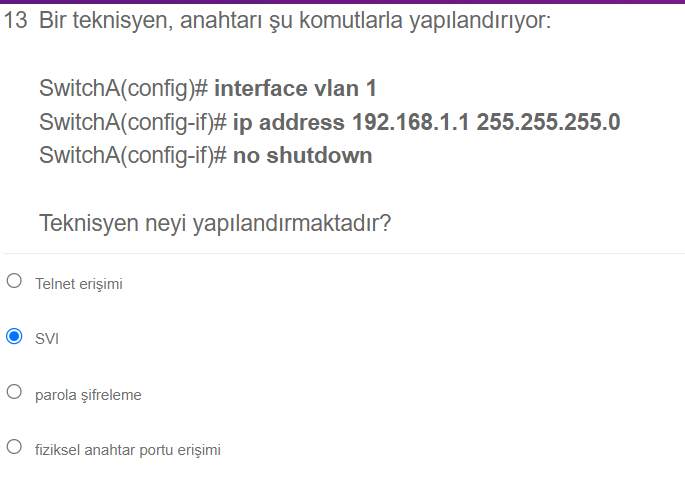 13 Bir teknisyen, anahtarı şu komutlarla yapılandırıyor:
SwitchA(config)# interface vlan 1
SwitchA(config-if)# ip address 192.168.1.1 255.255.255.0
SwitchA(config-if)# no shutdown
Teknisyen neyi yapılandırmaktadır?
Telnet erişimi
SVI
parola şifreleme
fiziksel anahtar portu erişimi